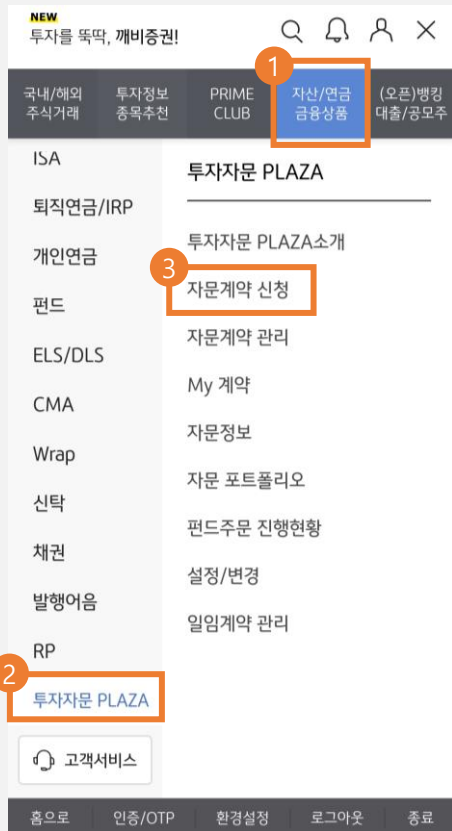 NEW
투자를 뚝딱, 깨비증권!
1
국내/해외
주식거래
투자정보
종목추천
PRIME
CLUB
자산/연금
금융상품
(오픈)뱅킹
대출/공모주
ISA
퇴직연금/IRP
개인연금
펀드
ELS/DLS
CMA
Wrap
신탁
채권
발행어음
RP
2
투자자문 PLAZA
고객서비스
투자자문 PLAZA
투자자문 PLAZA소개
3
자문계약 신청
자문계약 관리
My 계약
자문정보
자문 포트폴리오
펀드주문 진행현황
설정/변경
일임계약 관리
홈으로
인증/OTP
환경설정
로그아웃
종료